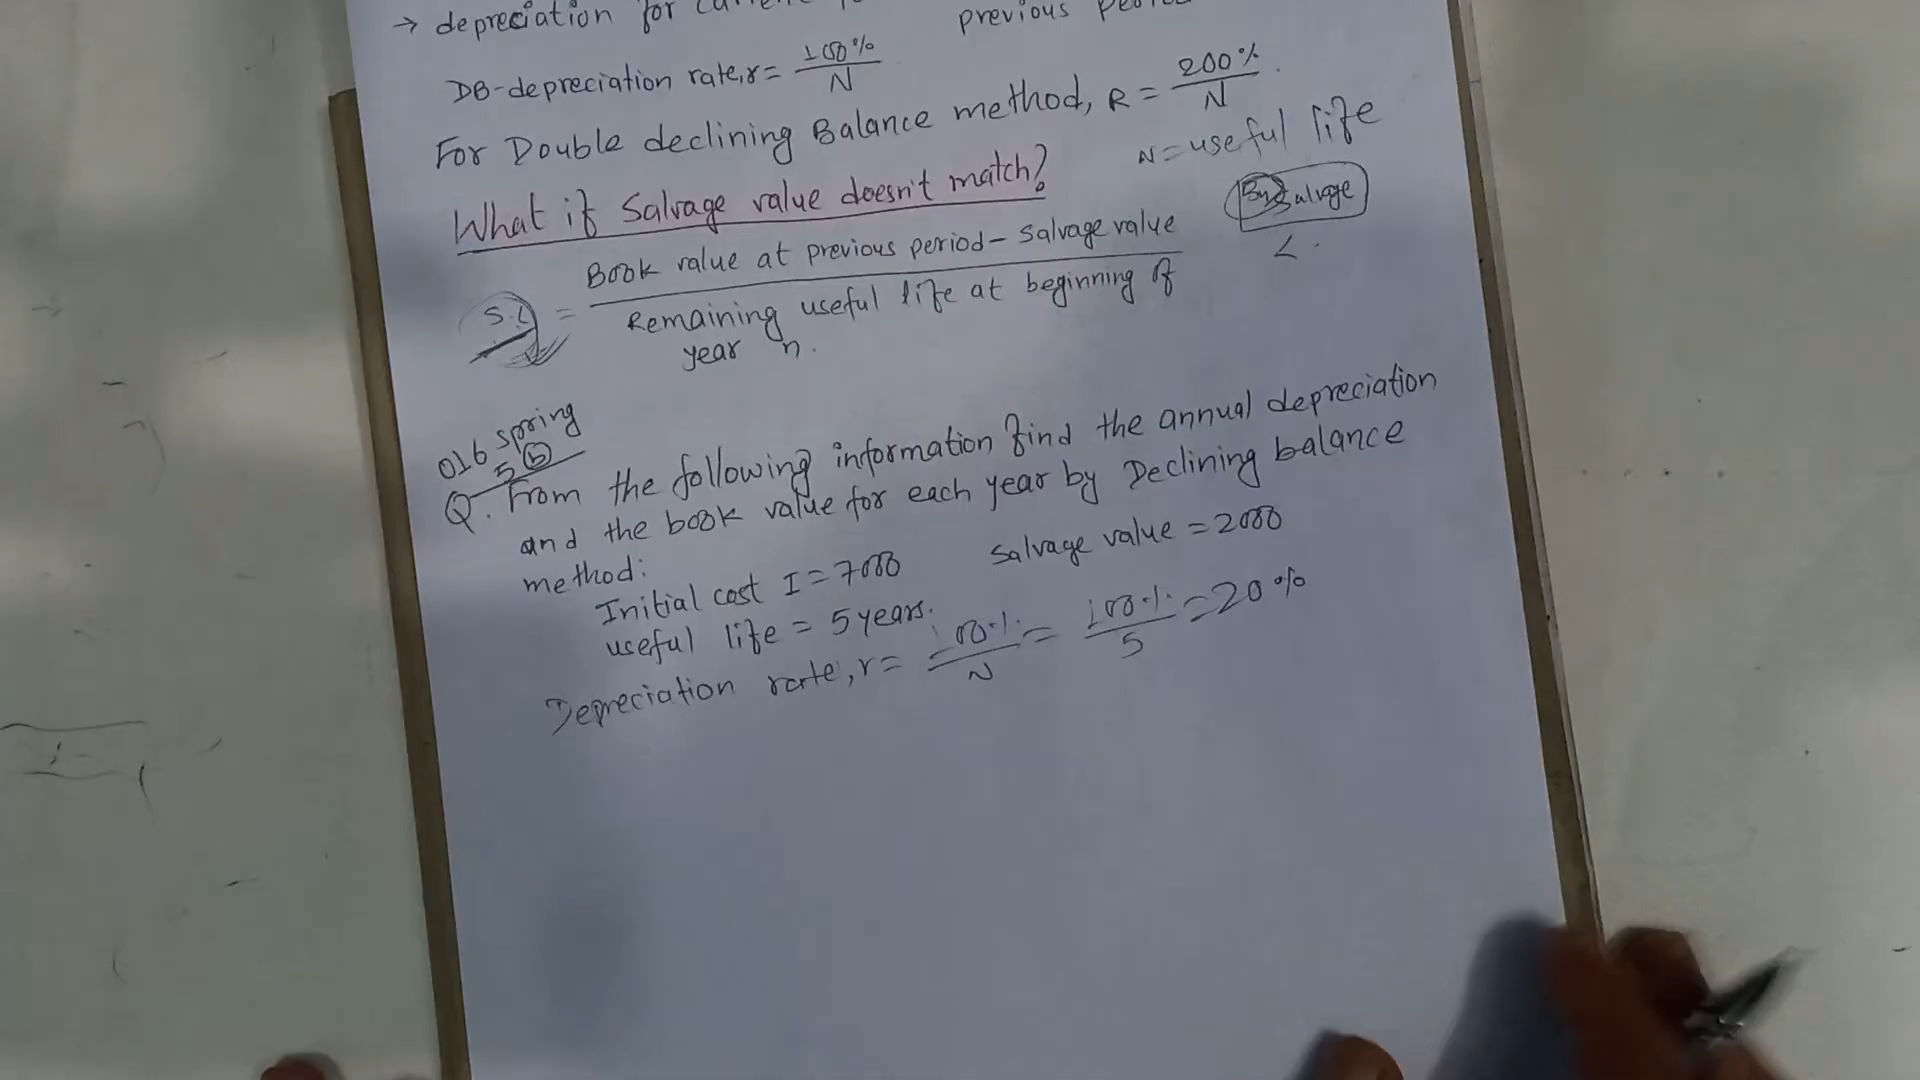 → depreciation for
previous
DB-depreciation rate, r = 100% / N
For Double declining Balance method, R = 200% / N
N = useful life
What if Salvage value doesn't match?
Salvage
<
S.L = Book value at previous period - Salvage value / Remaining useful life at beginning of
year n.
016 spring
5 (b)
Q. From the following information find the annual depreciation
and the book value for each year by Declining balance
method:
Initial cost I = 7000 Salvage value = 2000
useful life = 5 years.
Depreciation rate, r = 100% / N = 100% / 5 = 20%